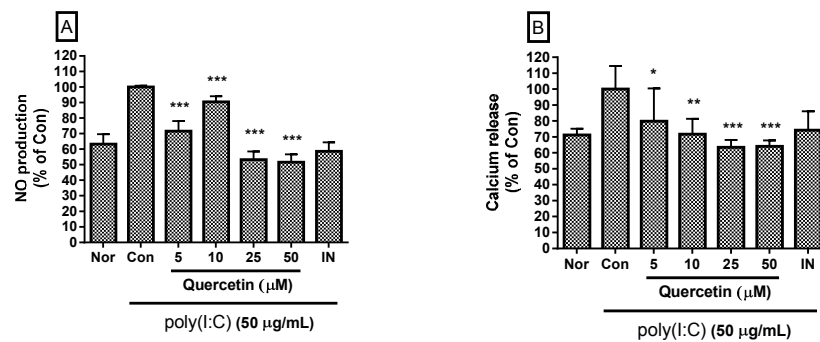 A
NO production
(% of Con)
120
110
100
90
80
70
60
50
40
30
20
10
0
***
***
***
***
Nor Con 5 10 25 50 IN
Quercetin (μM)
poly(I:C) (50 μg/mL)
B
Calcium release
(% of Con)
120
110
100
90
80
70
60
50
40
30
20
10
0
*
**
***
***
Nor Con 5 10 25 50 IN
Quercetin (μM)
poly(I:C) (50 μg/mL)